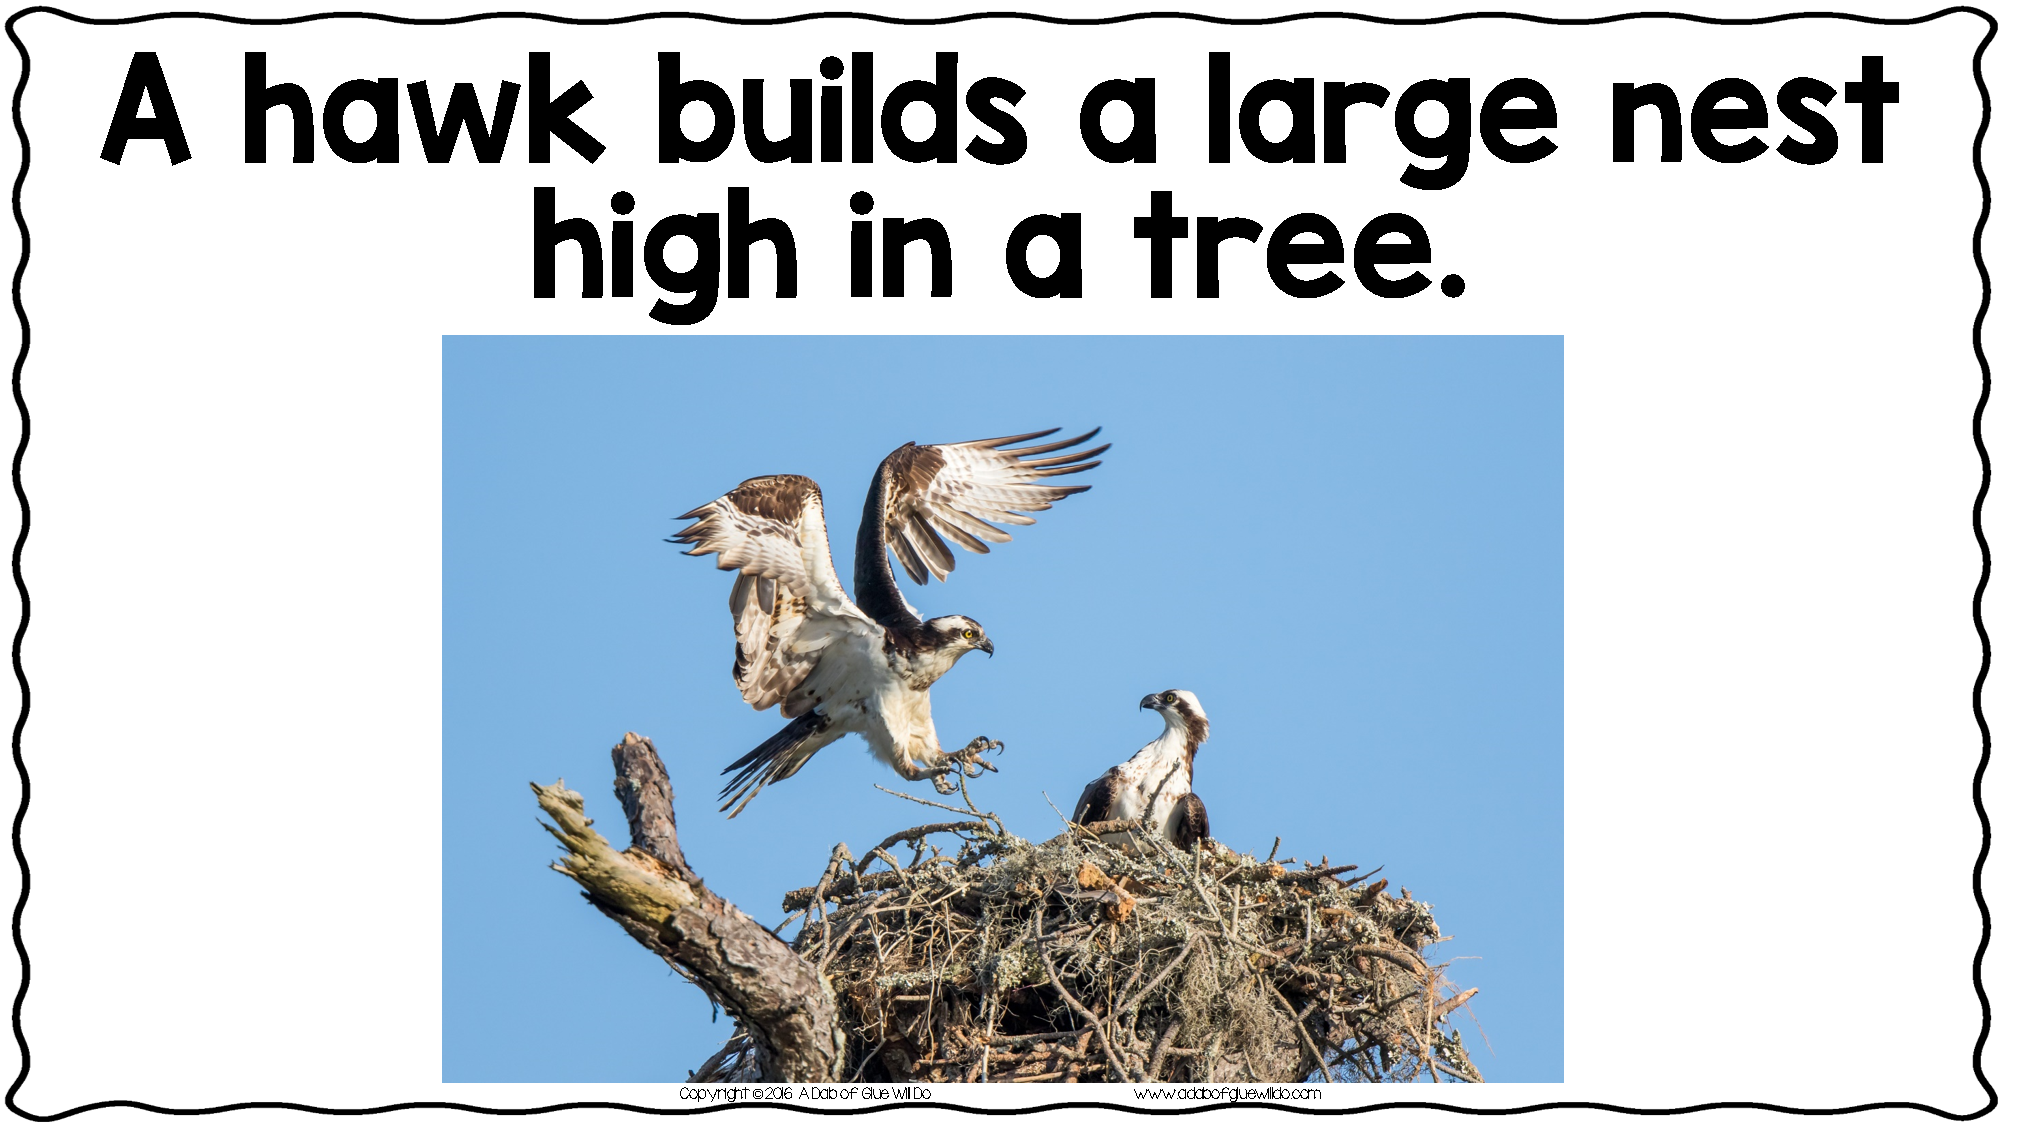 A hawk builds a large nest
high in a tree.
Copyright ©2016 A Dab of Glue Will Do www.adabofgluewilldo.com